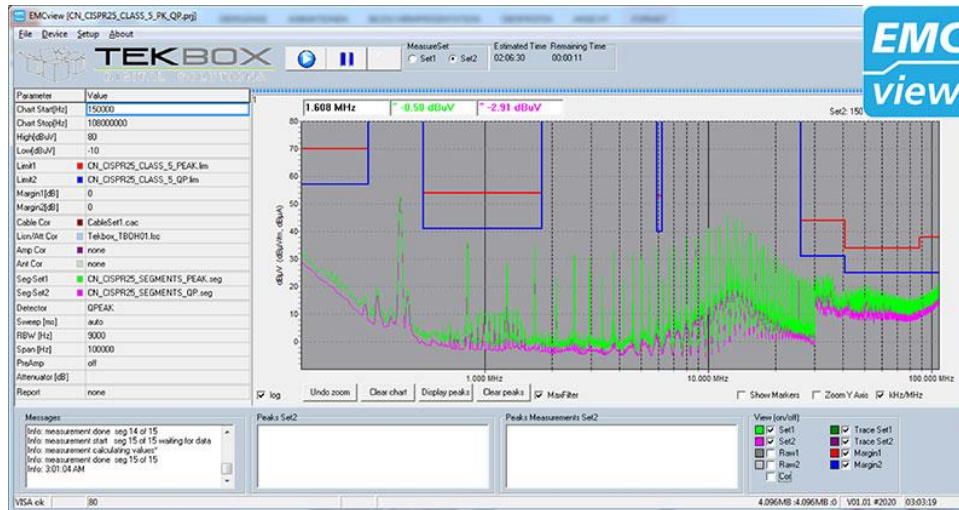 EMCview [CN_CISPR25_CLASS_5_PK_QP.prj]
File Device Setup About
TEKBOX
DIGITAL SOLUTIONS
MeasureSet
Set1 Set2
Estimated Time Remaining Time
02:06:30 00:00:11
EMC
view
Parameter Value
Chart Start[Hz] 150000
Chart Stop[Hz] 108000000
High[dBuV] 80
Low[dBuV] -10
Limit1 CN_CISPR25_CLASS_5_PEAK.lim
Limit2 CN_CISPR25_CLASS_5_QP.lim
Margin1[dB] 0
Margin2[dB] 0
Cable Cor CableSet1.cac
Lisn/Att Cor Tekbox_TBOH01.lsc
Amp Cor none
Ant Cor none
Seg-Set1 CN_CISPR25_SEGMENTS_PEAK.seg
Seg-Set2 CN_CISPR25_SEGMENTS_QP.seg
Detector QPEAK
Sweep [ms] auto
RBW [Hz] 9000
Span [Hz] 100000
PreAmp off
Attenuator [dB]
Report none
1
1.608 MHz -0.50 dBuV -2.91 dBuV
Set2: 150
80
70
60
50
40
30
20
10
0
dBµV (dBµV/m, dBµA)
1.000 MHz 10.000 MHz 100.000 MHz
log Undo zoom Clear chart Display peaks Clear peaks MaxFilter Show Markers Zoom Y Axis kHz/MHz
Messages
Info: measurement done seg 14 of 15
Info: measurement start seg 15 of 15 waiting for data
Info: measurement calculating values*
Info: measurement done seg 15 of 15
Info: 3:01:04 AM
Peaks Set2
Peaks Measurements Set2
View (on/off)
Set1 Trace Set1
Set2 Trace Set2
Raw1 Margin1
Raw2 Margin2
Cor
VISA ok 80 4.096MB :4.096MB :0 V01.01 #2020 03:03:19